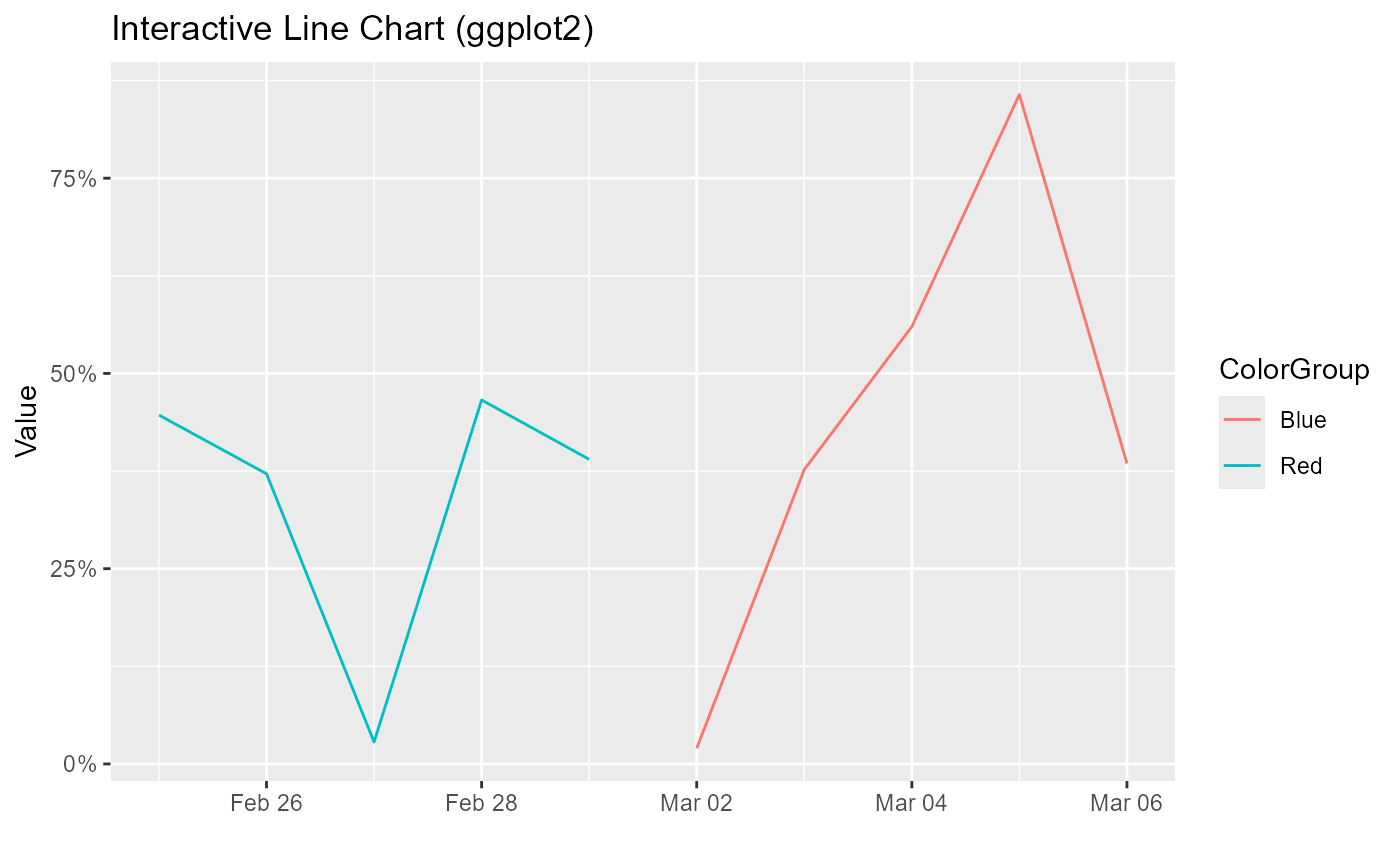 Interactive Line Chart (ggplot2)
75%
50%
25%
0%
Value
Feb 26
Feb 28
Mar 02
Mar 04
Mar 06
ColorGroup
Blue
Red